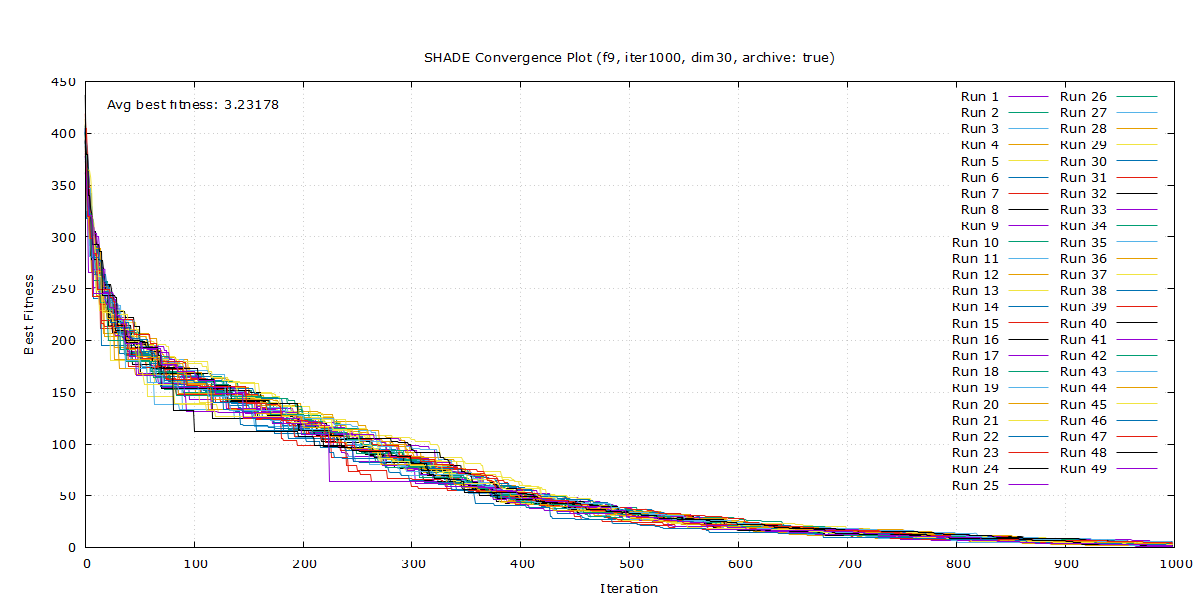 SHADE Convergence Plot (f9, iter1000, dim30, archive: true)
Avg best fitness: 3.23178
Best Fitness
450
400
350
300
250
200
150
100
50
0
0 100 200 300 400 500 600 700 800 900 1000
Iteration
Run 1
Run 2
Run 3
Run 4
Run 5
Run 6
Run 7
Run 8
Run 9
Run 10
Run 11
Run 12
Run 13
Run 14
Run 15
Run 16
Run 17
Run 18
Run 19
Run 20
Run 21
Run 22
Run 23
Run 24
Run 25
Run 26
Run 27
Run 28
Run 29
Run 30
Run 31
Run 32
Run 33
Run 34
Run 35
Run 36
Run 37
Run 38
Run 39
Run 40
Run 41
Run 42
Run 43
Run 44
Run 45
Run 46
Run 47
Run 48
Run 49